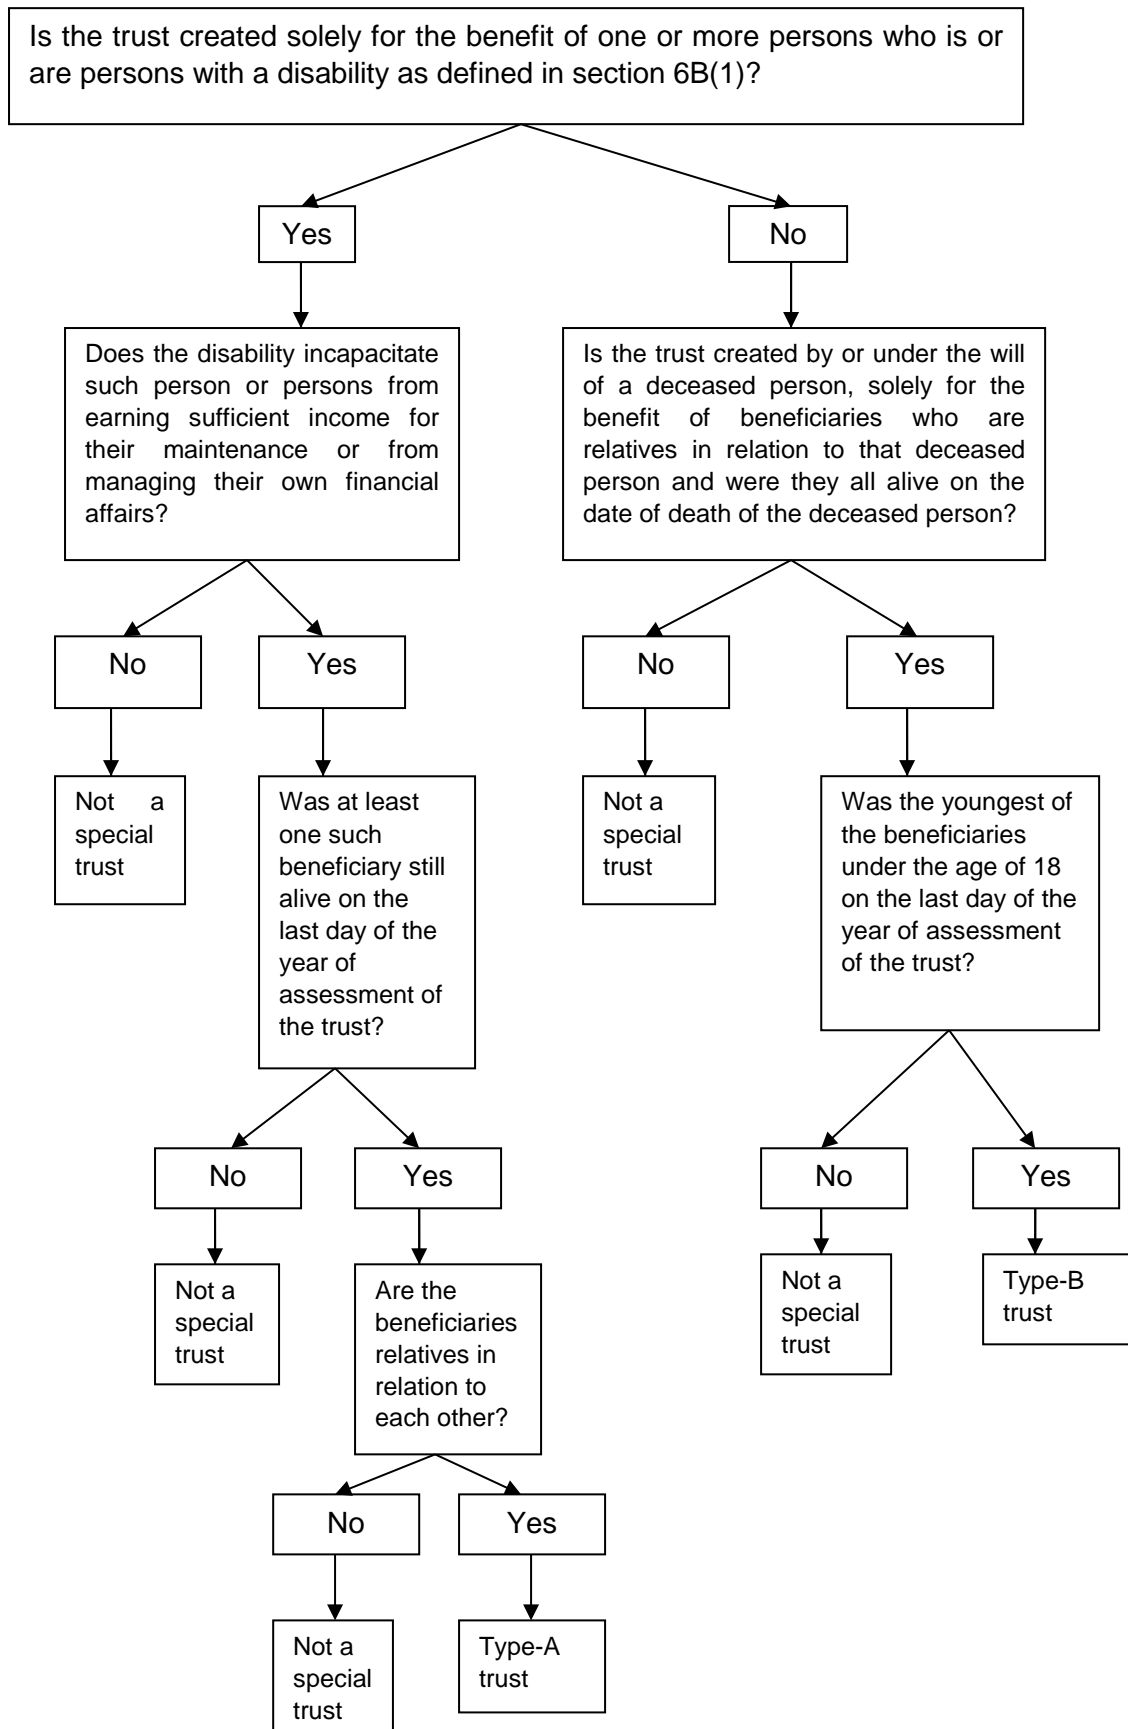 Is the trust created solely for the benefit of one or more persons who is or
are persons with a disability as defined in section 6B(1)?
Yes
No
Does the disability incapacitate
such person or persons from
earning sufficient income for
their maintenance or from
managing their own financial
affairs?
Is the trust created by or under the will
of a deceased person, solely for the
benefit of beneficiaries who are
relatives in relation to that deceased
person and were they all alive on the
date of death of the deceased person?
No
Yes
No
Yes
Not a
special
trust
Was at least
one such
beneficiary still
alive on the
last day of the
year of
assessment of
the trust?
Not a
special
trust
Was the youngest of
the beneficiaries
under the age of 18
on the last day of the
year of assessment
of the trust?
No
Yes
No
Yes
Not a
special
trust
Are the
beneficiaries
relatives in
relation to
each other?
Not a
special
trust
Type-B
trust
No
Yes
Not a
special
trust
Type-A
trust